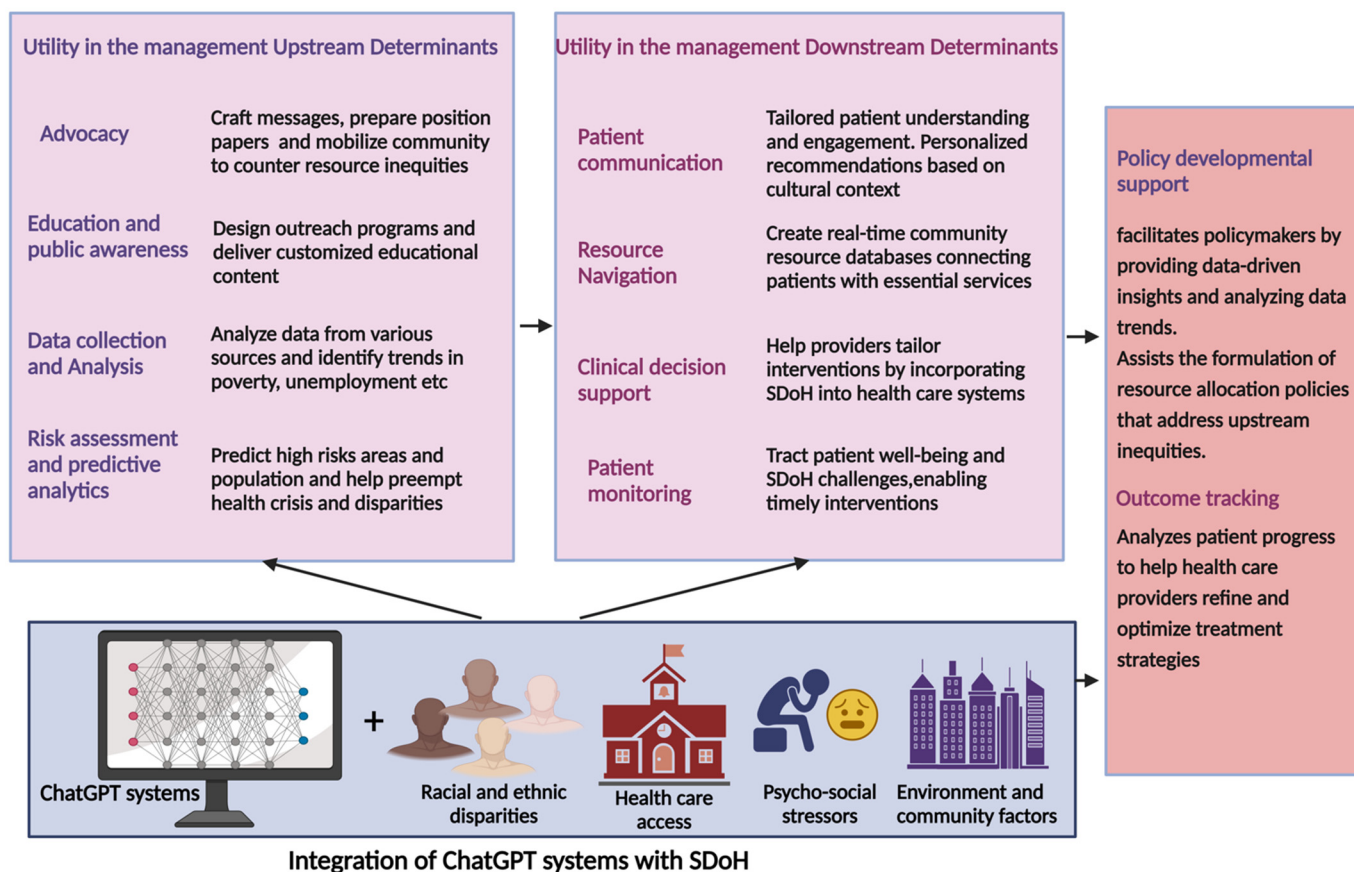 Utility in the management Upstream Determinants
Advocacy
Craft messages, prepare position
papers and mobilize community
to counter resource inequities
Education and
public awareness
Design outreach programs and
deliver customized educational
content
Data collection
and Analysis
Analyze data from various
sources and identify trends in
poverty, unemployment etc
Risk assessment
and predictive
analytics
Predict high risks areas and
population and help preempt
health crisis and disparities
Utility in the management Downstream Determinants
Patient
communication
Tailored patient understanding
and engagement. Personalized
recommendations based on
cultural context
Resource
Navigation
Create real-time community
resource databases connecting
patients with essential services
Clinical decision
support
Help providers tailor
interventions by incorporating
SDoH into health care systems
Patient
monitoring
Tract patient well-being and
SDoH challenges,enabling
timely interventions
Policy developmental
support
facilitates policymakers by
providing data-driven
insights and analyzing data
trends.
Assists the formulation of
resource allocation policies
that address upstream
inequities.
Outcome tracking
Analyzes patient progress
to help health care
providers refine and
optimize treatment
strategies
ChatGPT systems
+
Racial and ethnic
disparities
Health care
access
Psycho-social
stressors
Environment and
community factors
Integration of ChatGPT systems with SDoH